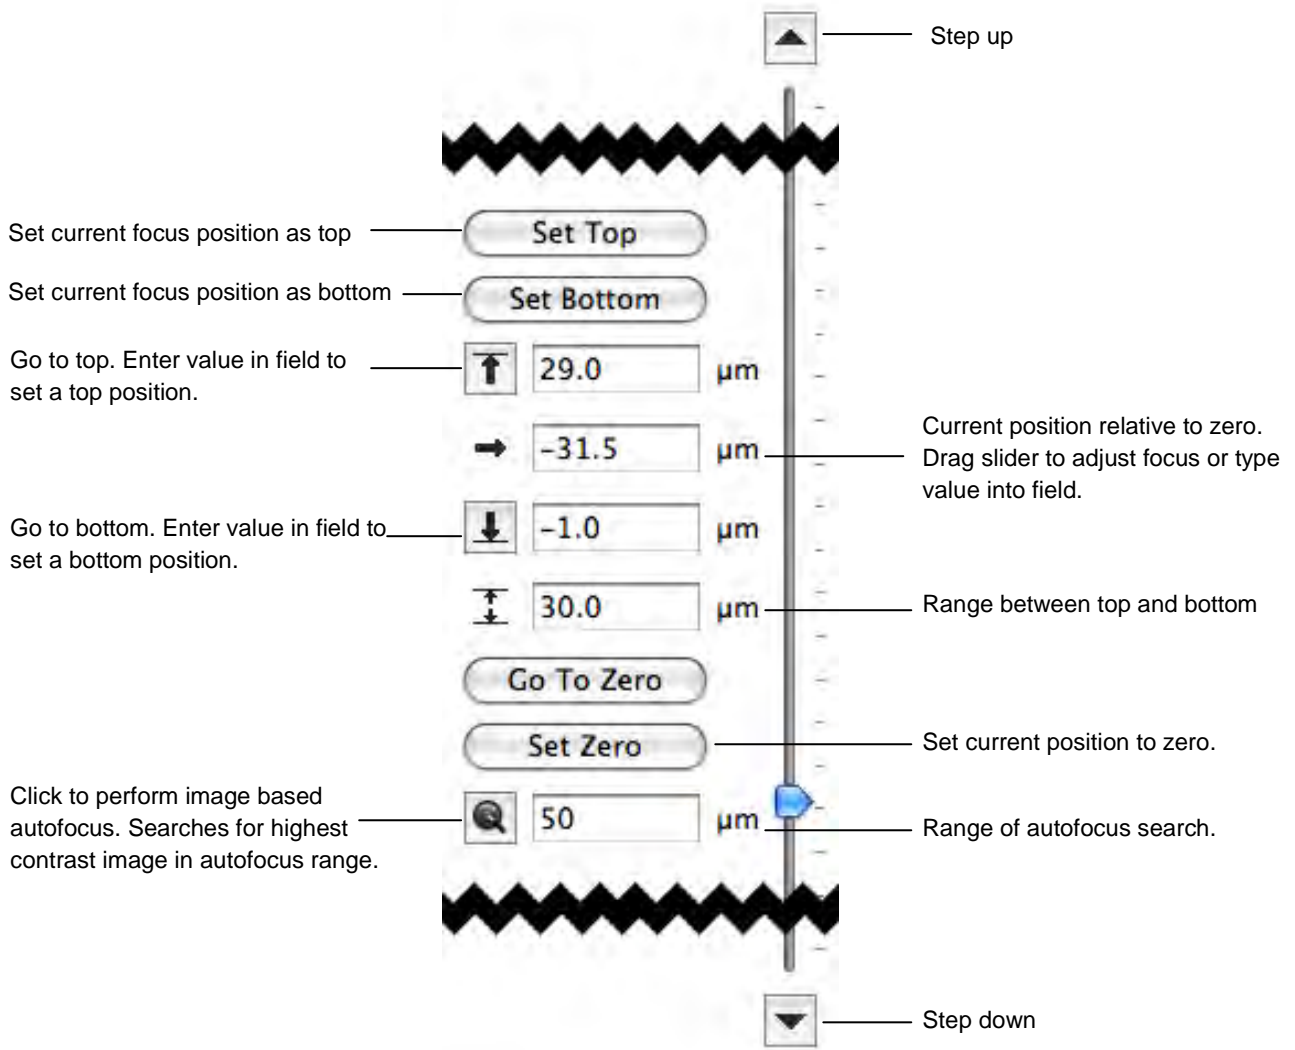 Step up
Set current focus position as top
Set Top
Set current focus position as bottom
Set Bottom
Go to top. Enter value in field to
set a top position.
29.0 µm
–31.5 µm
Current position relative to zero.
Drag slider to adjust focus or type
value into field.
Go to bottom. Enter value in field to
set a bottom position.
–1.0 µm
30.0 µm
Range between top and bottom
Go To Zero
Set Zero
Set current position to zero.
Click to perform image based
autofocus. Searches for highest
contrast image in autofocus range.
50 µm
Range of autofocus search.
Step down